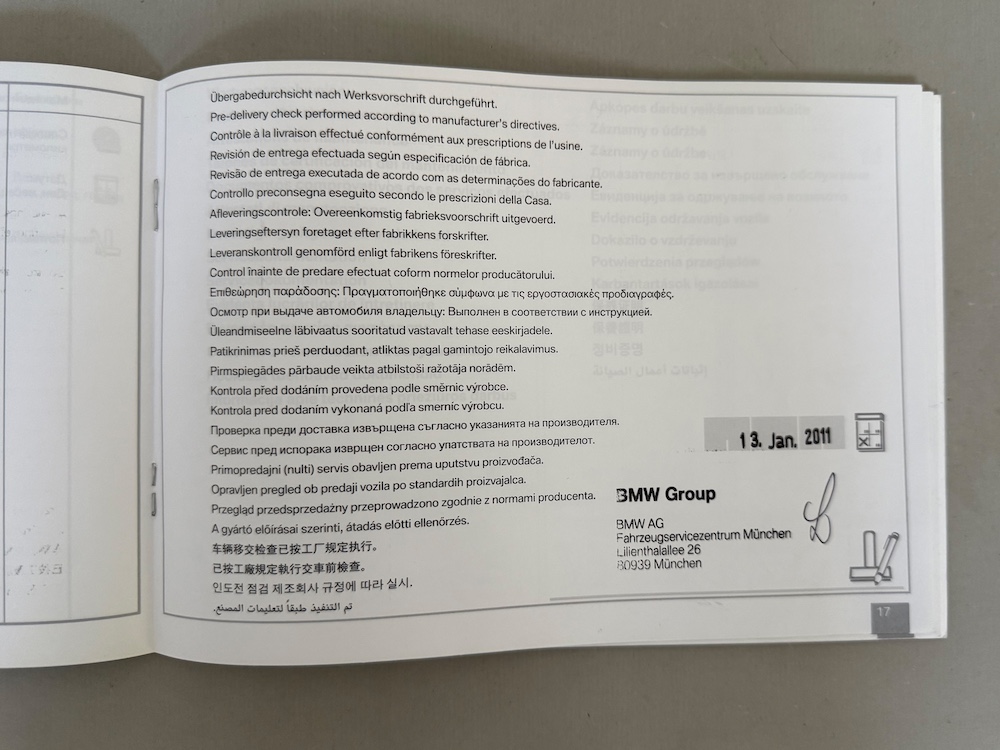 Übergabedurchsicht nach Werksvorschrift durchgeführt.
Pre-delivery check performed according to manufacturer's directives.
Contrôle à la livraison effectué conformément aux prescriptions de l'usine.
Revisión de entrega efectuada según especificación de fábrica.
Revisão de entrega executada de acordo com as determinações do fabricante.
Controllo preconsegna eseguito secondo le prescrizioni della Casa.
Afleveringscontrole: Overeenkomstig fabrieksvoorschrift uitgevoerd.
Leveringseftersyn foretaget efter fabrikkens forskrifter.
Leveranskontroll genomförd enligt fabrikens föreskrifter.
Control înainte de predare efectuat coform normelor producătorului.
Επιθεώρηση παράδοσης: Πραγματοποιήθηκε σύμφωνα με τις εργοστασιακές προδιαγραφές.
Осмотр при выдаче автомобиля владельцу: Выполнен в соответствии с инструкцией.
Üleandmiseelne läbivaatus sooritatud vastavalt tehase eeskirjadele.
Patikrinimas prieš perduodant, atliktas pagal gamintojo reikalavimus.
Pirmspiegādes pārbaude veikta atbilstoši ražotāja norādēm.
Kontrola před dodáním provedena podle směrnic výrobce.
Kontrola pred dodaním vykonaná podľa smerníc výrobcu.
Проверка преди доставка извърщена съгласно указанията на производителя.
Сервис пред испорака изврщен согласно упатствата на производителот.
Primopredajni (nulti) servis obavljen prema uputstvu proizvođača.
Opravljen pregled ob predaji vozila po standardih proizvajalca.
Przegląd przedsprzedażny przeprowadzono zgodnie z normami producenta.
A gyártó előírásai szerinti, átadás előtti ellenőrzés.
车辆移交检查已按工厂规定执行。
已按工廠規定執行交車前檢查。
인도전 점검 제조회사 규정에 따라 실시.
تم التنفيذ طبقاً لتعليمات المصنع.
13. Jan. 2011
BMW Group
BMW AG
Fahrzeugservicezentrum München
Lilienthalallee 26
80939 München
17